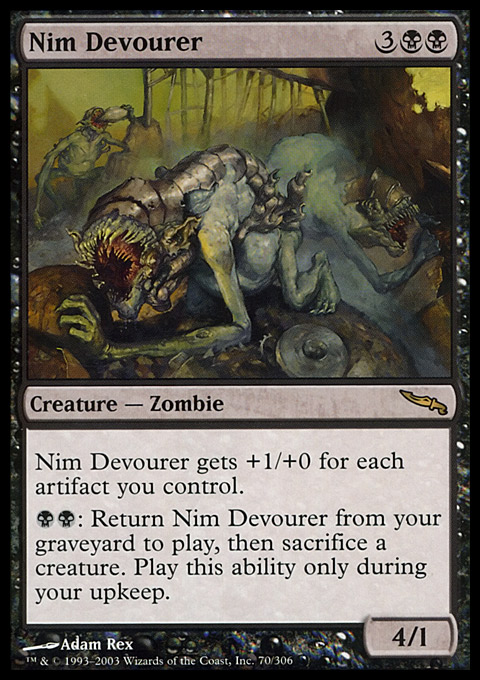 Nim Devourer 3
Creature — Zombie
Nim Devourer gets +1/+0 for each
artifact you control.
: Return Nim Devourer from your
graveyard to play, then sacrifice a
creature. Play this ability only during
your upkeep.
Adam Rex
4/1
™ & © 1993–2003 Wizards of the Coast, Inc. 70/306